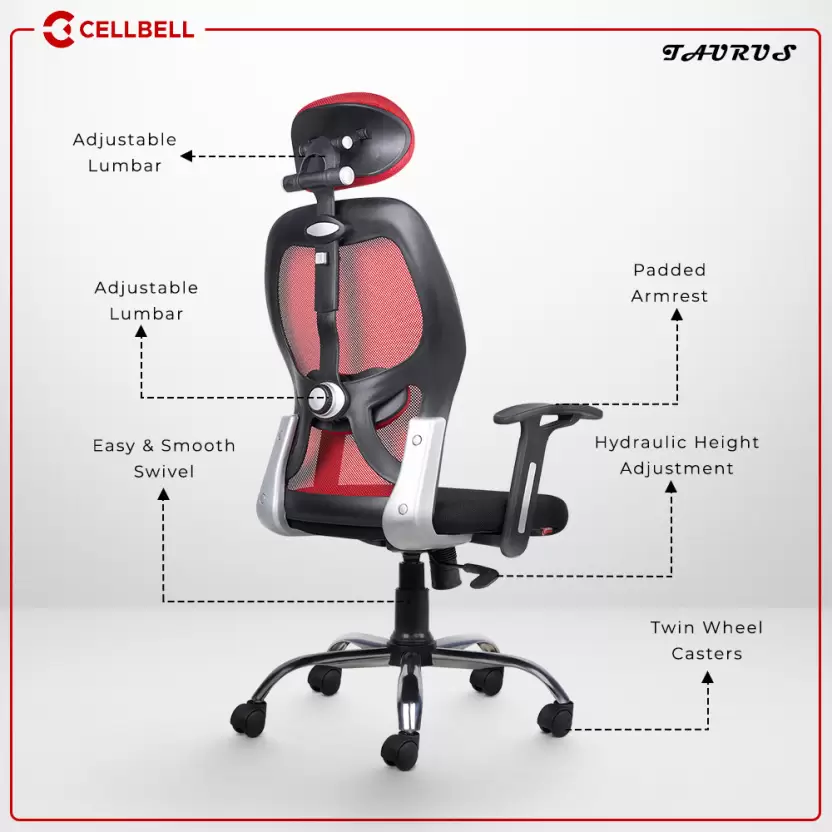 CELLBELL
TAURUS
Adjustable
Lumbar
Adjustable
Lumbar
Padded
Armrest
Easy & Smooth
Swivel
Hydraulic Height
Adjustment
Twin Wheel
Casters